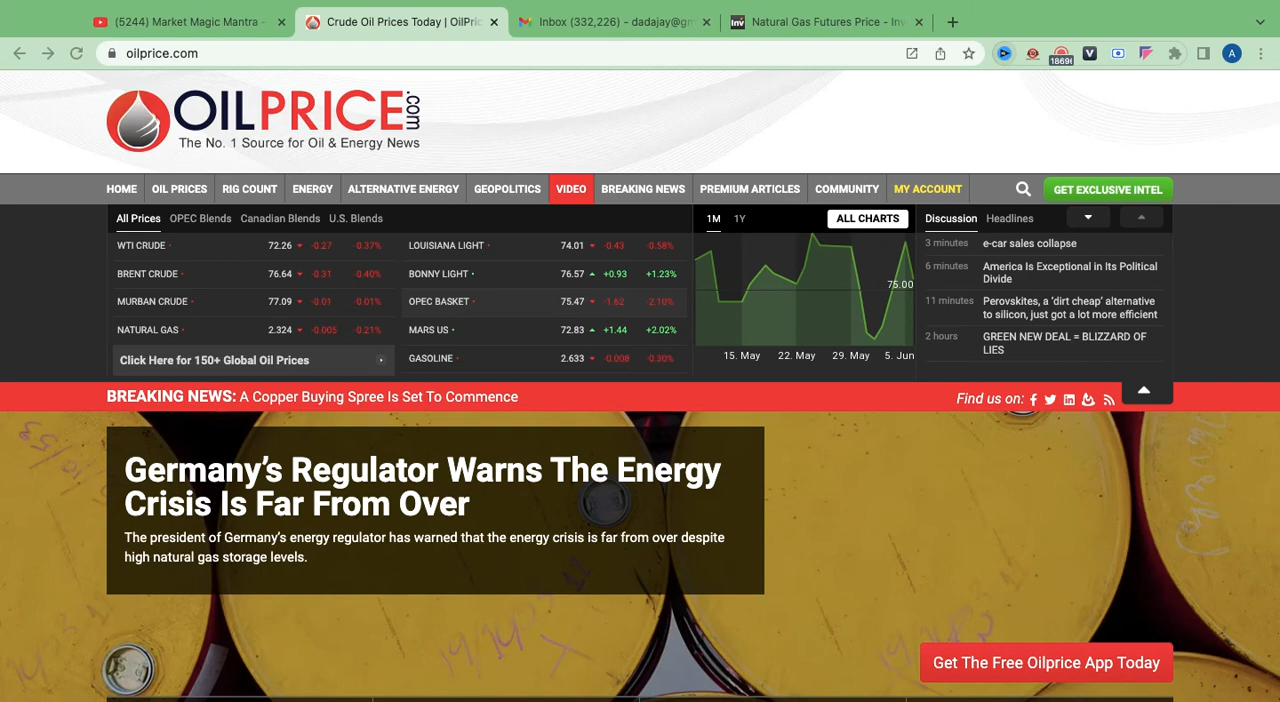 (5244) Market Magic Mantra -
Crude Oil Prices Today | OilPric
Inbox (332,226) - dadajay@gm
Inv
Natural Gas Futures Price - Inv
oilprice.com
1869(
V
A
OILPRICE.com
The No. 1 Source for Oil & Energy News
HOME OIL PRICES RIG COUNT ENERGY ALTERNATIVE ENERGY GEOPOLITICS VIDEO BREAKING NEWS PREMIUM ARTICLES COMMUNITY MY ACCOUNT GET EXCLUSIVE INTEL
All Prices OPEC Blends Canadian Blends U.S. Blends
WTI CRUDE 72.26 -0.27 -0.37%
BRENT CRUDE 76.64 -0.31 -0.40%
MURBAN CRUDE 77.09 -0.01 -0.01%
NATURAL GAS 2.324 -0.005 -0.21%
Click Here for 150+ Global Oil Prices
LOUISIANA LIGHT 74.01 -0.43 -0.58%
BONNY LIGHT 76.57 +0.93 +1.23%
OPEC BASKET 75.47 -1.62 -2.10%
MARS US 72.83 +1.44 +2.02%
GASOLINE 2.633 -0.008 -0.30%
1M 1Y ALL CHARTS
75.00
15. May 22. May 29. May 5. Jun
Discussion Headlines
3 minutes e-car sales collapse
6 minutes America Is Exceptional in Its Political
Divide
11 minutes Perovskites, a ‘dirt cheap’ alternative
to silicon, just got a lot more efficient
2 hours GREEN NEW DEAL = BLIZZARD OF
LIES
BREAKING NEWS: A Copper Buying Spree Is Set To Commence
Find us on:
Germany’s Regulator Warns The Energy
Crisis Is Far From Over
The president of Germany’s energy regulator has warned that the energy crisis is far from over despite
high natural gas storage levels.
Get The Free Oilprice App Today